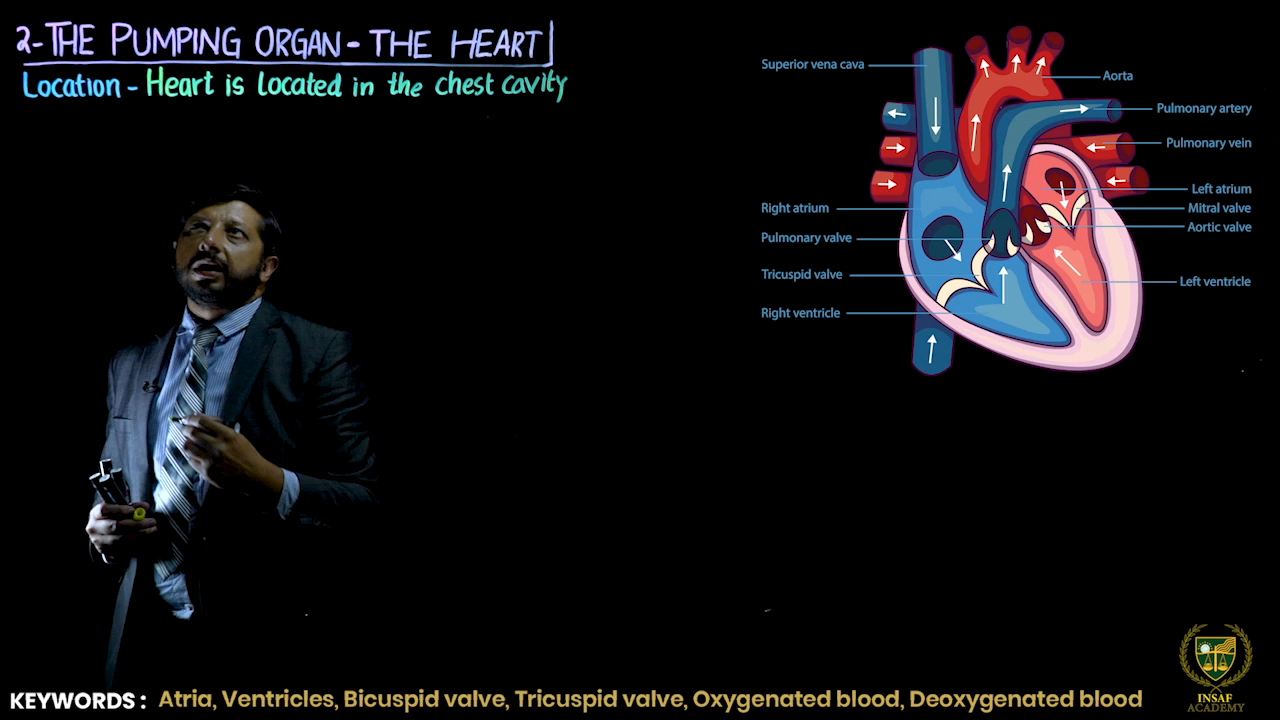 2-THE PUMPING ORGAN - THE HEART
Location - Heart is located in the chest cavity
Superior vena cava
Aorta
Pulmonary artery
Pulmonary vein
Left atrium
Right atrium
Mitral valve
Aortic valve
Pulmonary valve
Tricuspid valve
Left ventricle
Right ventricle
KEYWORDS : Atria, Ventricles, Bicuspid valve, Tricuspid valve, Oxygenated blood, Deoxygenated blood
INSAF
ACADEMY